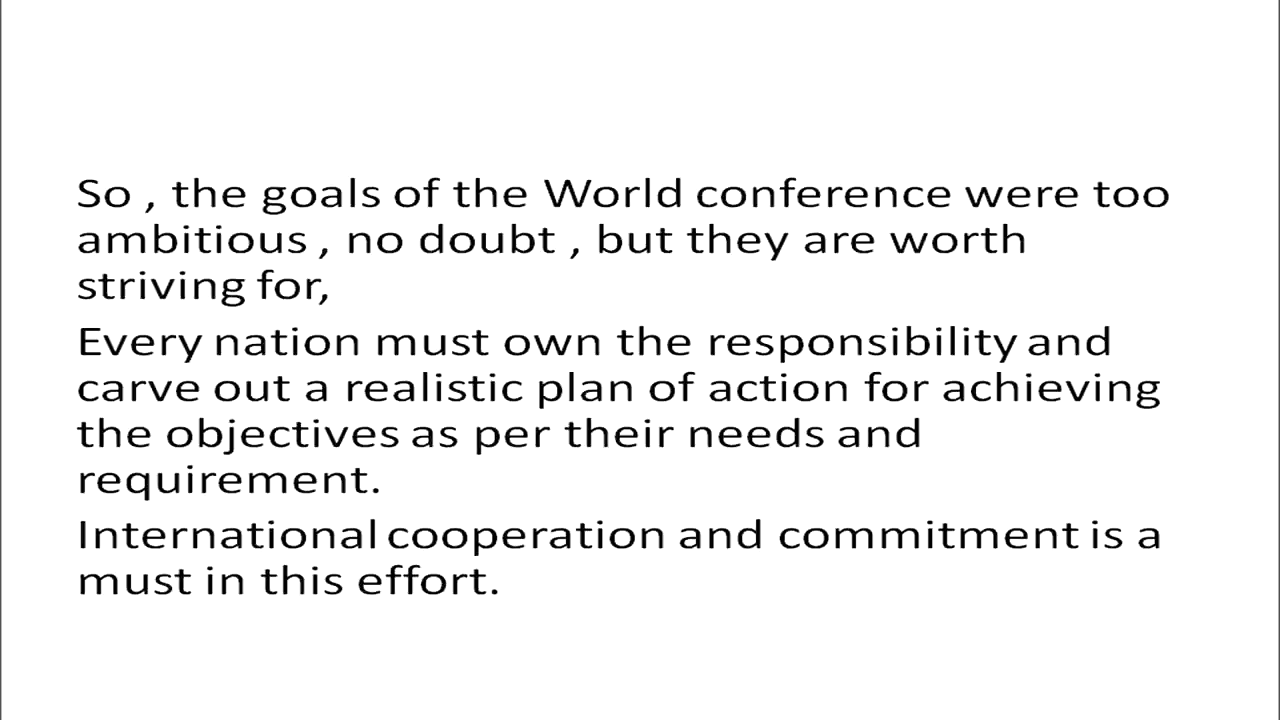 So , the goals of the World conference were too
ambitious , no doubt , but they are worth
striving for,
Every nation must own the responsibility and
carve out a realistic plan of action for achieving
the objectives as per their needs and
requirement.
International cooperation and commitment is a
must in this effort.